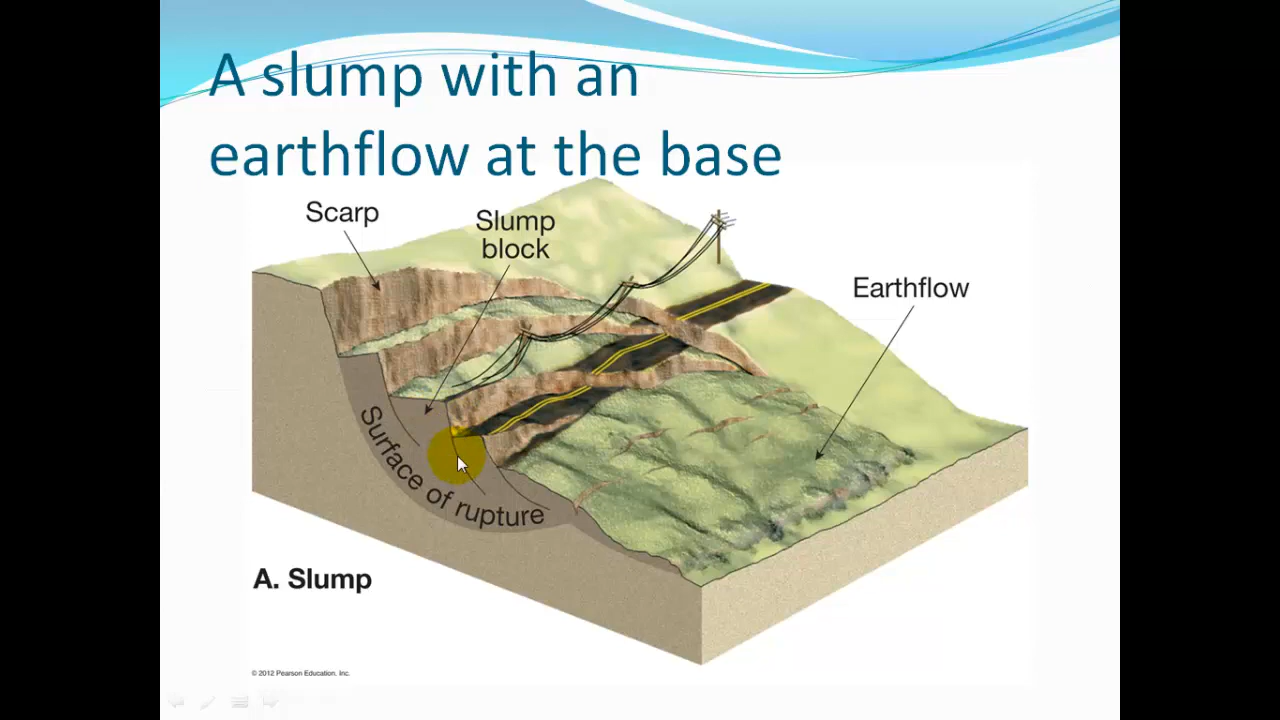 A slump with an
earthflow at the base
Scarp
Slump
block
Earthflow
Surface of rupture
A. Slump
© 2012 Pearson Education, Inc.